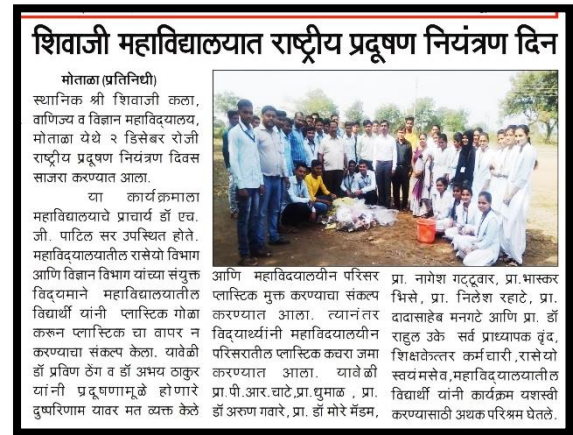 शिवाजी महाविद्यालयात राष्ट्रीय प्रदूषण नियंत्रण दिन
मोताळा (प्रतिनिधी)
स्थानिक श्री शिवाजी कला,
वाणिज्य व विज्ञान महाविद्यालय,
मोताळा येथे २ डिसेंबर रोजी
राष्ट्रीय प्रदूषण नियंत्रण दिवस
साजरा करण्यात आला.
या कार्यक्रमाला
महाविद्यालयाचे प्राचार्य डॉ एच.
जी. पाटिल सर उपस्थित होते.
महाविद्यालयातील रासेयो विभाग
आणि विज्ञान विभाग यांच्या संयुक्त
विद्यमाने महाविद्यालयातील
विद्यार्थी यांनी प्लास्टिक गोळा
करून प्लास्टिक चा वापर न
करण्याचा संकल्प केला. यावेळी
डॉ प्रविण ठेंग व डॉ अभय ठाकुर
यांनी प्रदूषणामूळे होणारे
दुष्परिणाम यावर मत व्यक्त केले
आणि महाविदयालयीन परिसर
प्लास्टिक मुक्त करण्याचा संकल्प
करण्यात आला. त्यानंतर
विद्यार्थ्यांनी महाविदयालयीन
परिसरातील प्लास्टिक कचरा जमा
करण्यात आला. यावेळी
प्रा.पी.आर.चाटे,प्रा.धुमाळ , प्रा.
डॉ अरुण गवारे, प्रा. डॉ मोरे मॅडम,
प्रा. नागेश गट्टूवार, प्रा.भास्कर
भिसे, प्रा. निलेश रहाटे, प्रा.
दादासाहेब मनगटे आणि प्रा. डॉ
राहुल उके सर्व प्राध्यापक वृंद,
शिक्षकेत्तर कर्मचारी,रासेयो
स्वयंमसेव,महाविद्यालयातील
विद्यार्थी यांनी कार्यक्रम यशस्वी
करण्यासाठी अथक परिश्रम घेतले.